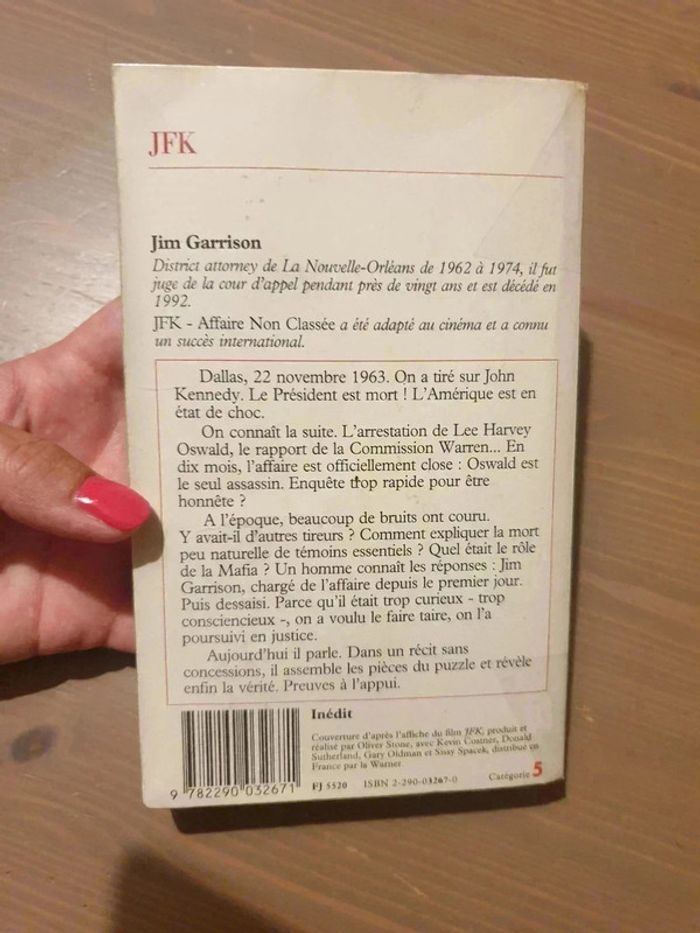 JFK
Jim Garrison
District attorney de La Nouvelle-Orléans de 1962 à 1974, il fut
juge de la cour d'appel pendant près de vingt ans et est décédé en
1992.
JFK - Affaire Non Classée a été adapté au cinéma et a connu
un succès international.
Dallas, 22 novembre 1963. On a tiré sur John
Kennedy. Le Président est mort ! L'Amérique est en
état de choc.
On connaît la suite. L'arrestation de Lee Harvey
Oswald, le rapport de la Commission Warren... En
dix mois, l'affaire est officiellement close : Oswald est
le seul assassin. Enquête trop rapide pour être
honnête ?
A l'époque, beaucoup de bruits ont couru.
Y avait-il d'autres tireurs ? Comment expliquer la mort
peu naturelle de témoins essentiels ? Quel était le rôle
de la Mafia ? Un homme connaît les réponses : Jim
Garrison, chargé de l'affaire depuis le premier jour.
Puis dessaisi. Parce qu'il était trop curieux - trop
consciencieux -, on a voulu le faire taire, on l'a
poursuivi en justice.
Aujourd'hui il parle. Dans un récit sans
concessions, il assemble les pièces du puzzle et révèle
enfin la vérité. Preuves à l'appui.
Inédit
Couverture d'après l'affiche du film JFK, produit et
réalisé par Oliver Stone, avec Kevin Costner, Donald
Sutherland, Gary Oldman et Sissy Spacek, distribué en
France par la Warner.
9 782290 032671
FJ 5520 ISBN 2-290-03267-0 Catégorie 5